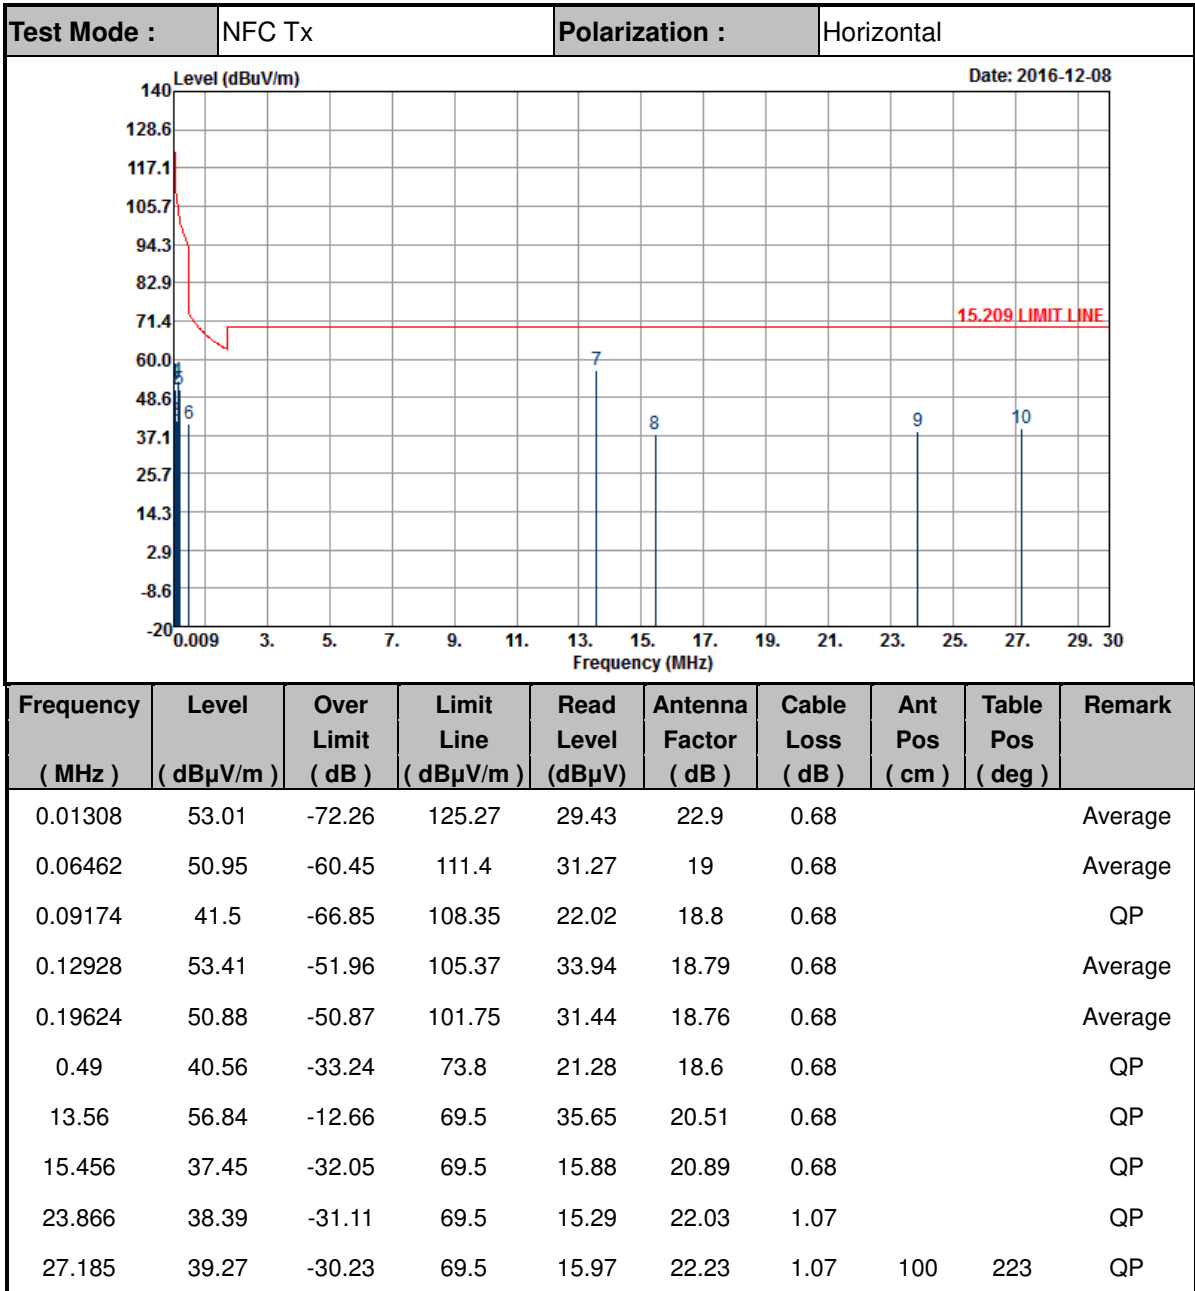 Test Mode : NFC Tx Polarization : Horizontal
Level (dBuV/m) Date: 2016-12-08
140
128.6
117.1
105.7
94.3
82.9
71.4
15.209 LIMIT LINE
60.0
48.6
37.1
25.7
14.3
2.9
-8.6
-20
4
5
6
7
8
9
10
0.009 3. 5. 7. 9. 11. 13. 15. 17. 19. 21. 23. 25. 27. 29. 30
Frequency (MHz)
Frequency Level Over Limit Read Antenna Cable Ant Table Remark
Limit Line Level Factor Loss Pos Pos
( MHz ) ( dBµV/m ) ( dB ) ( dBµV/m ) (dBµV) ( dB ) ( dB ) ( cm ) ( deg )
0.01308 53.01 -72.26 125.27 29.43 22.9 0.68 Average
0.06462 50.95 -60.45 111.4 31.27 19 0.68 Average
0.09174 41.5 -66.85 108.35 22.02 18.8 0.68 QP
0.12928 53.41 -51.96 105.37 33.94 18.79 0.68 Average
0.19624 50.88 -50.87 101.75 31.44 18.76 0.68 Average
0.49 40.56 -33.24 73.8 21.28 18.6 0.68 QP
13.56 56.84 -12.66 69.5 35.65 20.51 0.68 QP
15.456 37.45 -32.05 69.5 15.88 20.89 0.68 QP
23.866 38.39 -31.11 69.5 15.29 22.03 1.07 QP
27.185 39.27 -30.23 69.5 15.97 22.23 1.07 100 223 QP